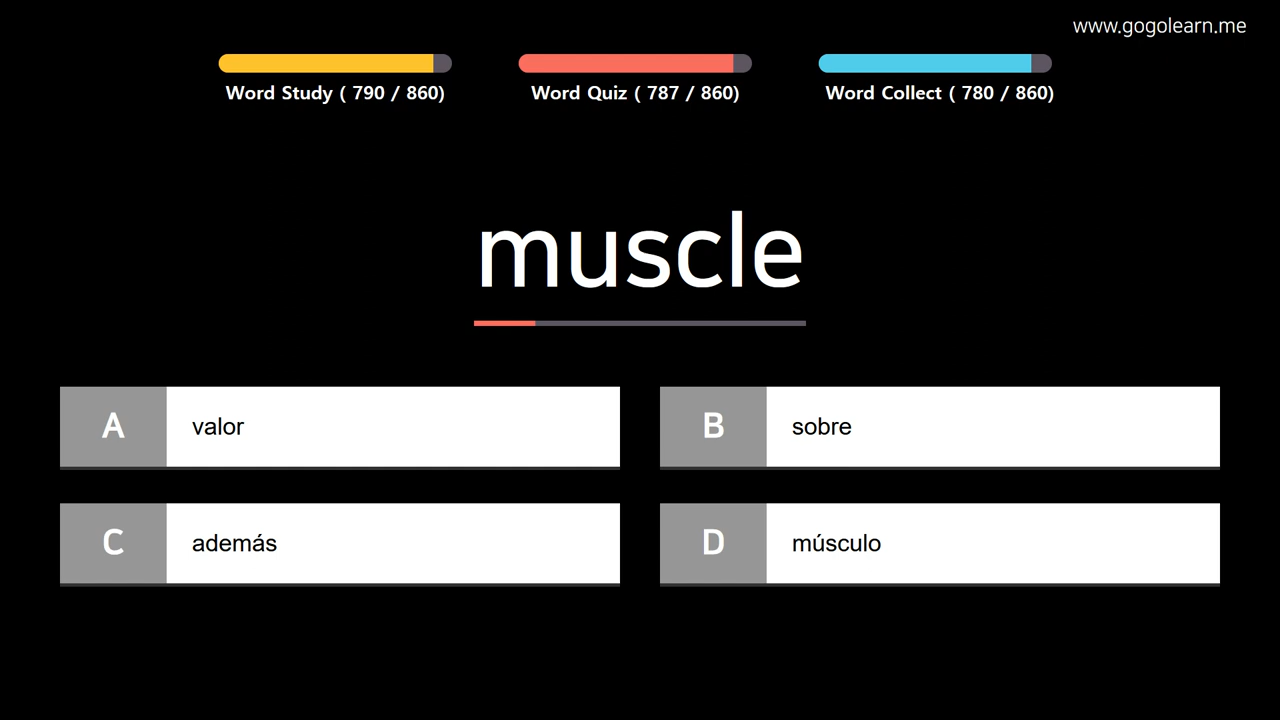 www.gogolearn.me
Word Study ( 790 / 860)
Word Quiz ( 787 / 860)
Word Collect ( 780 / 860)
muscle
A valor
B sobre
C además
D músculo